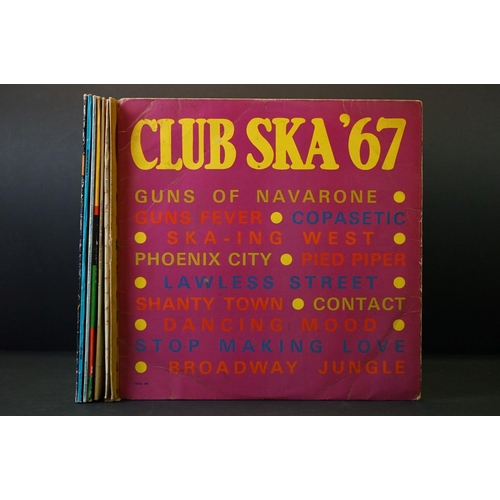 CLUB SKA '67
GUNS OF NAVARONE ●
GUNS FEVER ● COPASETIC
● SKA-ING WEST ●
PHOENIX CITY ● PIED PIPER
● LAWLESS STREET ●
SHANTY TOWN ● CONTACT
● DANCING MOOD ●
STOP MAKING LOVE
● BROADWAY JUNGLE